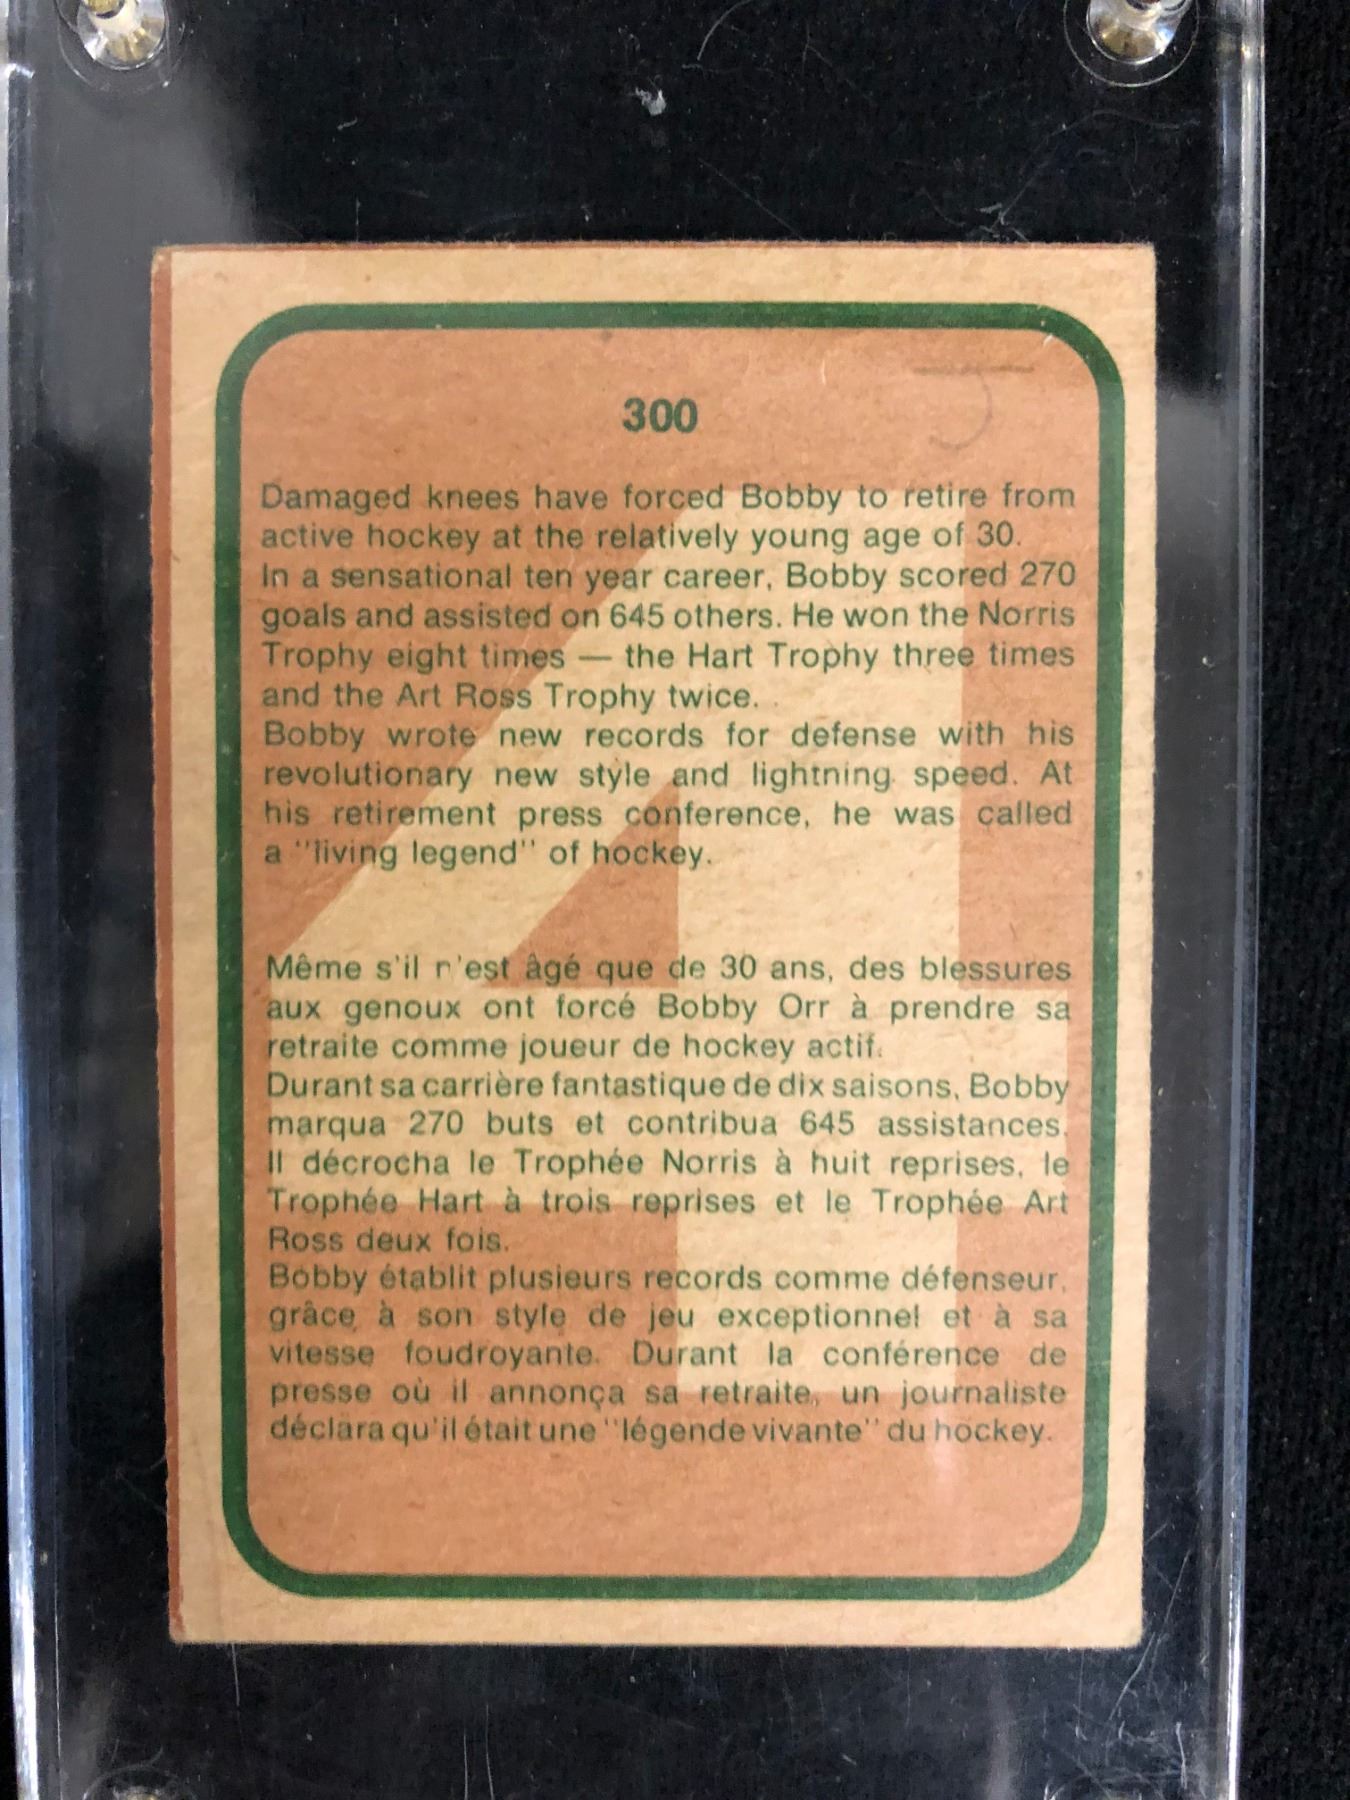 300
Damaged knees have forced Bobby to retire from
active hockey at the relatively young age of 30.
In a sensational ten year career, Bobby scored 270
goals and assisted on 645 others. He won the Norris
Trophy eight times — the Hart Trophy three times
and the Art Ross Trophy twice.
Bobby wrote new records for defense with his
revolutionary new style and lightning speed. At
his retirement press conference, he was called
a "living legend" of hockey.
Même s'il n'est âgé que de 30 ans, des blessures
aux genoux ont forcé Bobby Orr à prendre sa
retraite comme joueur de hockey actif.
Durant sa carrière fantastique de dix saisons, Bobby
marqua 270 buts et contribua 645 assistances.
Il décrocha le Trophée Norris à huit reprises, le
Trophée Hart à trois reprises et le Trophée Art
Ross deux fois.
Bobby établit plusieurs records comme défenseur,
grâce à son style de jeu exceptionnel et à sa
vitesse foudroyante. Durant la conférence de
presse où il annonça sa retraite, un journaliste
déclara qu'il était une "légende vivante" du hockey.